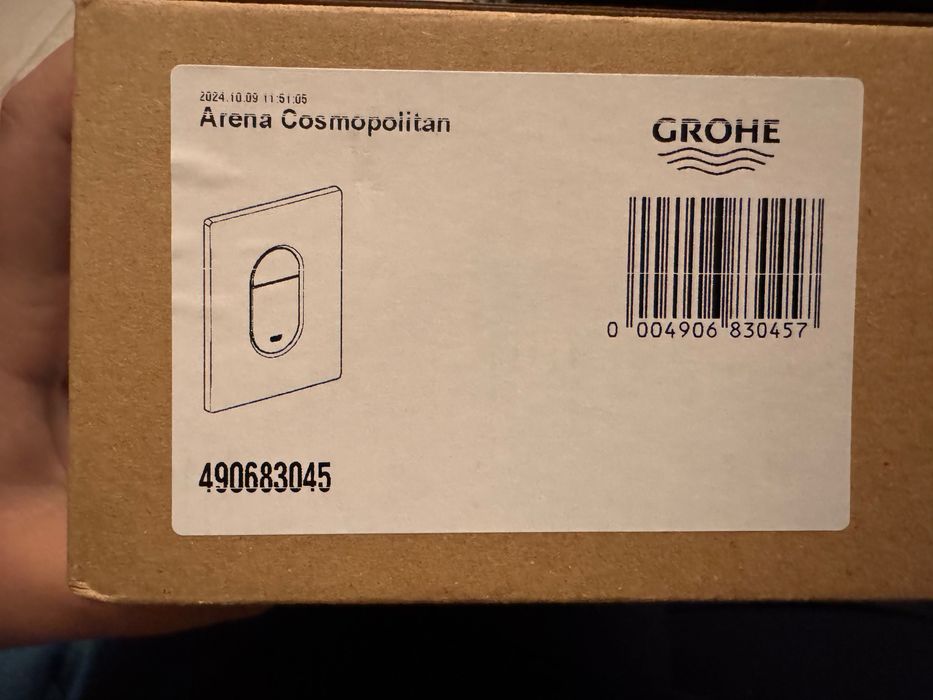 2024.10.09 11:51:05
Arena Cosmopolitan
GROHE
0 004906 830457
490683045